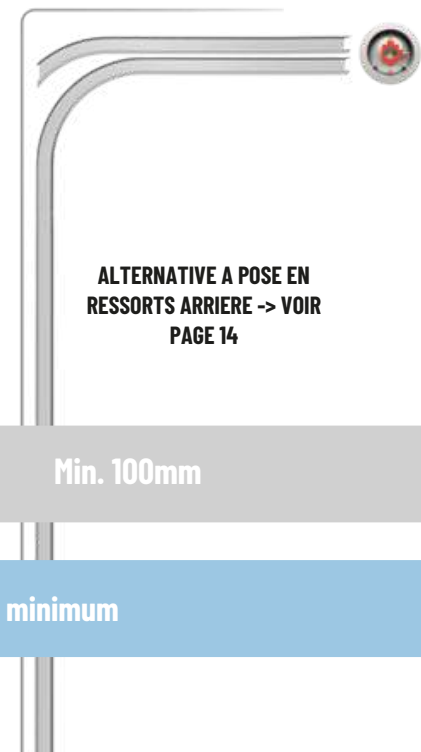 ALTERNATIVE A POSE EN
RESSORTS ARRIERE -> VOIR
PAGE 14
Min. 100mm
minimum